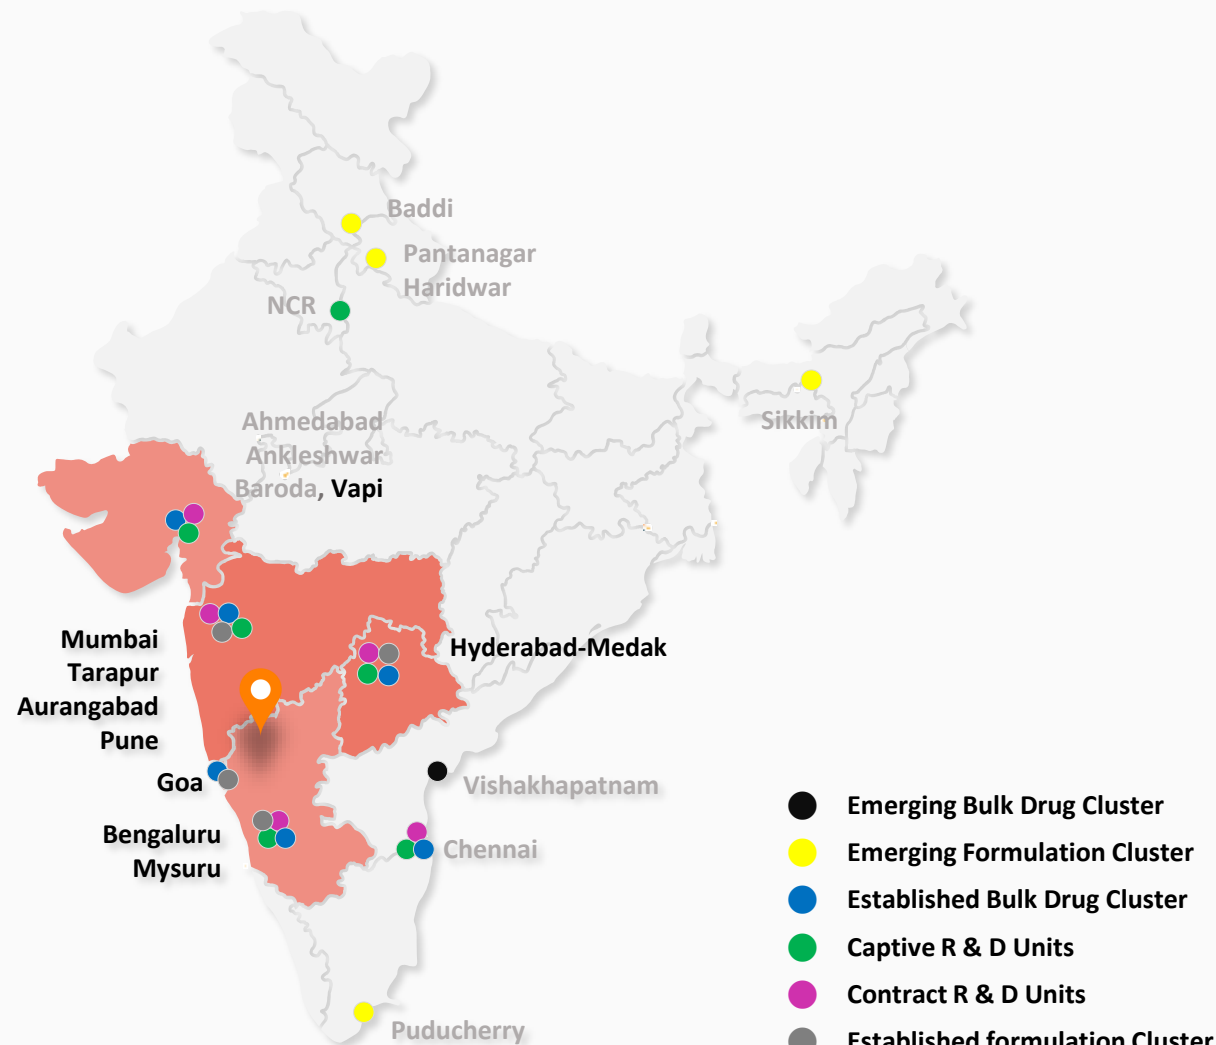 Baddi
Pantanagar
Haridwar
NCR
Sikkim
Ahmedabad
Ankleshwar
Baroda, Vapi
Mumbai
Tarapur
Aurangabad
Pune
Hyderabad-Medak
Goa
Vishakhapatnam
Bengaluru
Mysuru
Chennai
Puducherry
Emerging Bulk Drug Cluster
Emerging Formulation Cluster
Established Bulk Drug Cluster
Captive R & D Units
Contract R & D Units
Established formulation Cluster